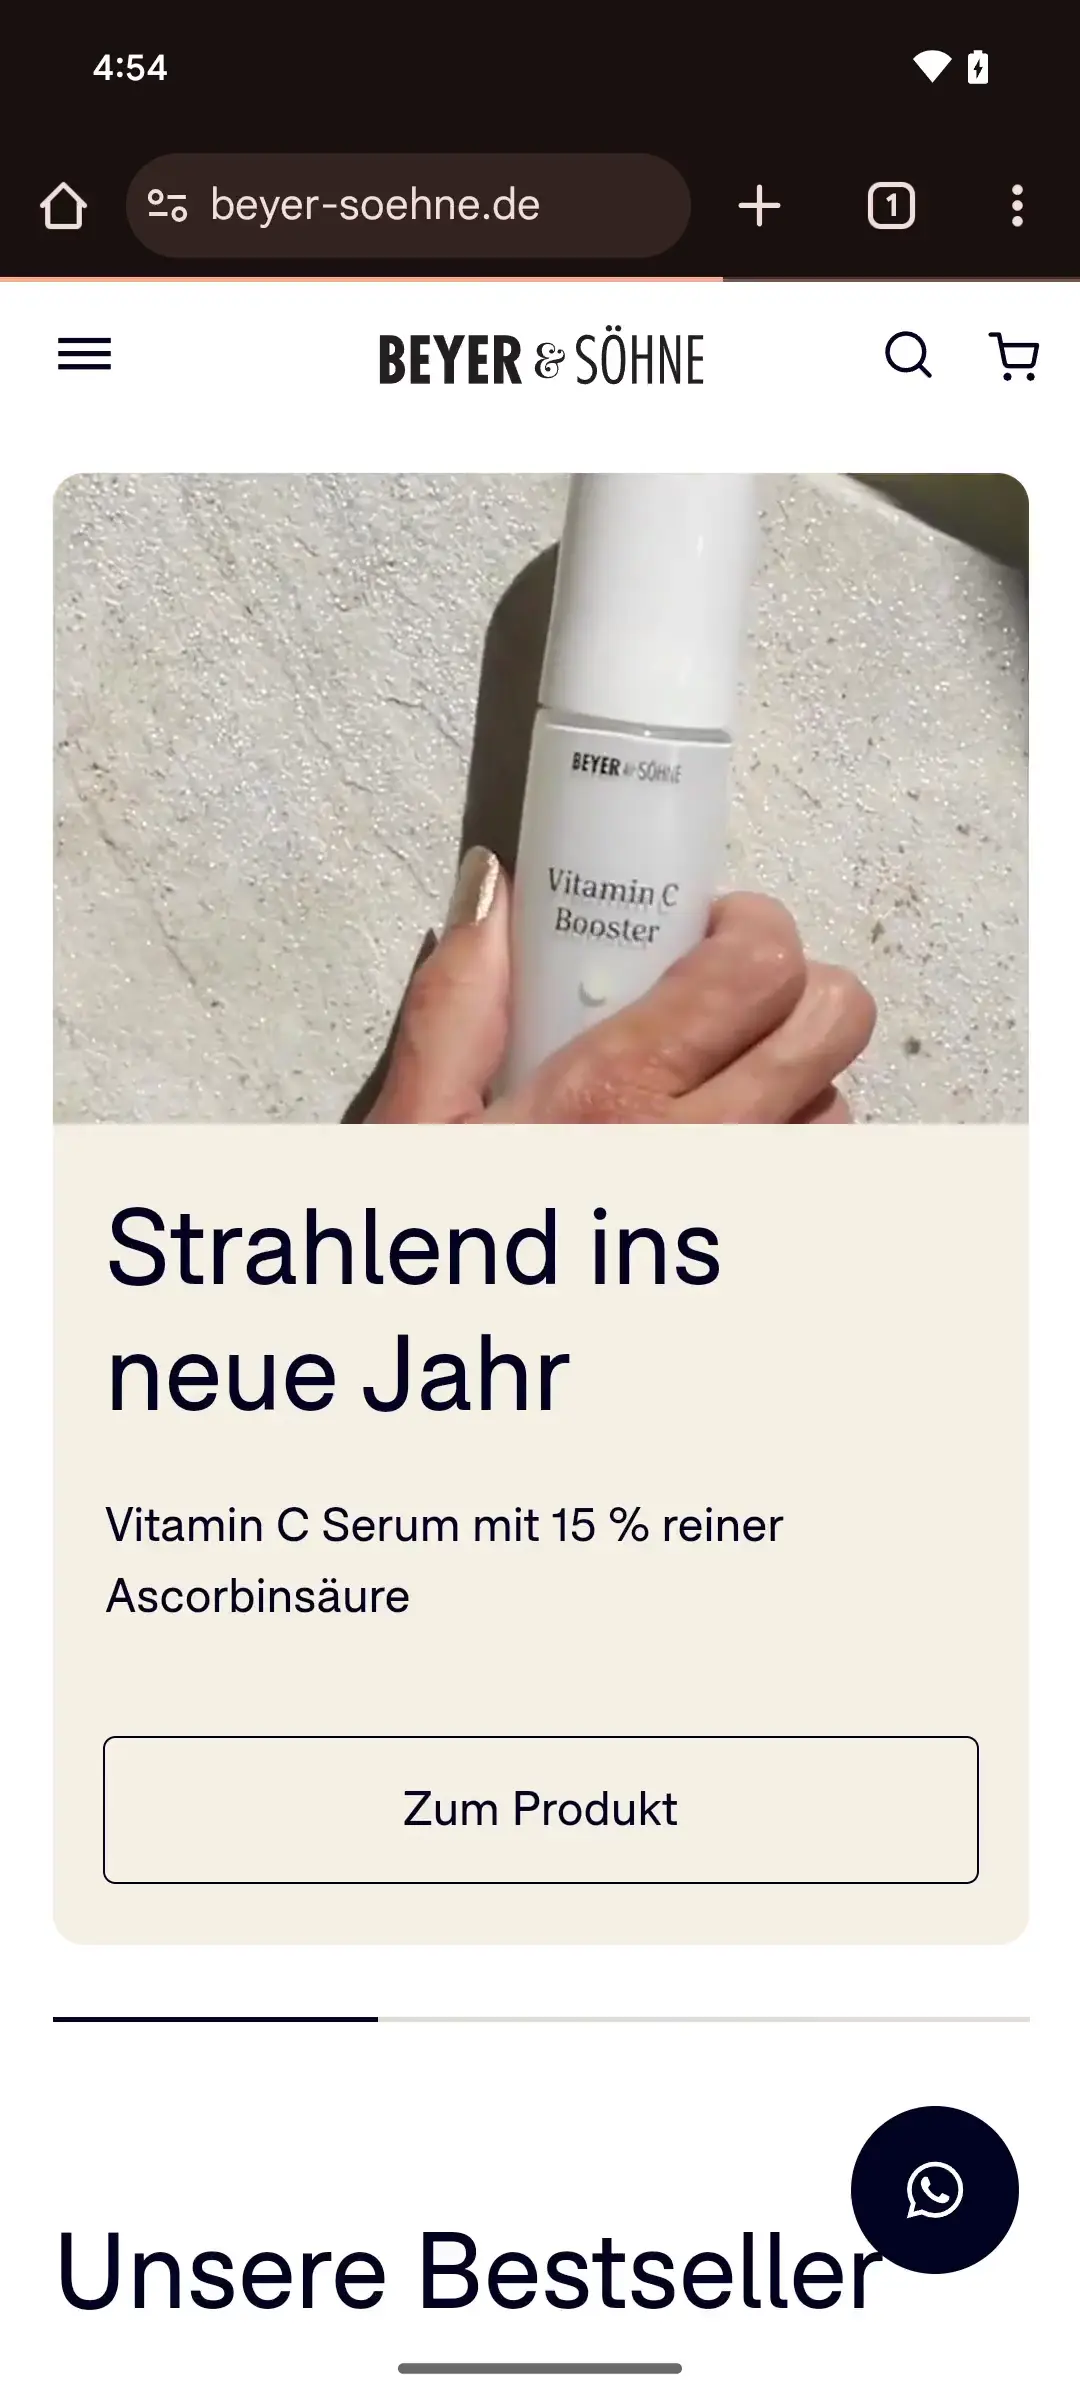 4:54
beyer-soehne.de
1
BEYER & SÖHNE
BEYER & SÖHNE
Vitamin C
Booster
Strahlend ins
neue Jahr
Vitamin C Serum mit 15 % reiner
Ascorbinsäure
Zum Produkt
Unsere Bestseller